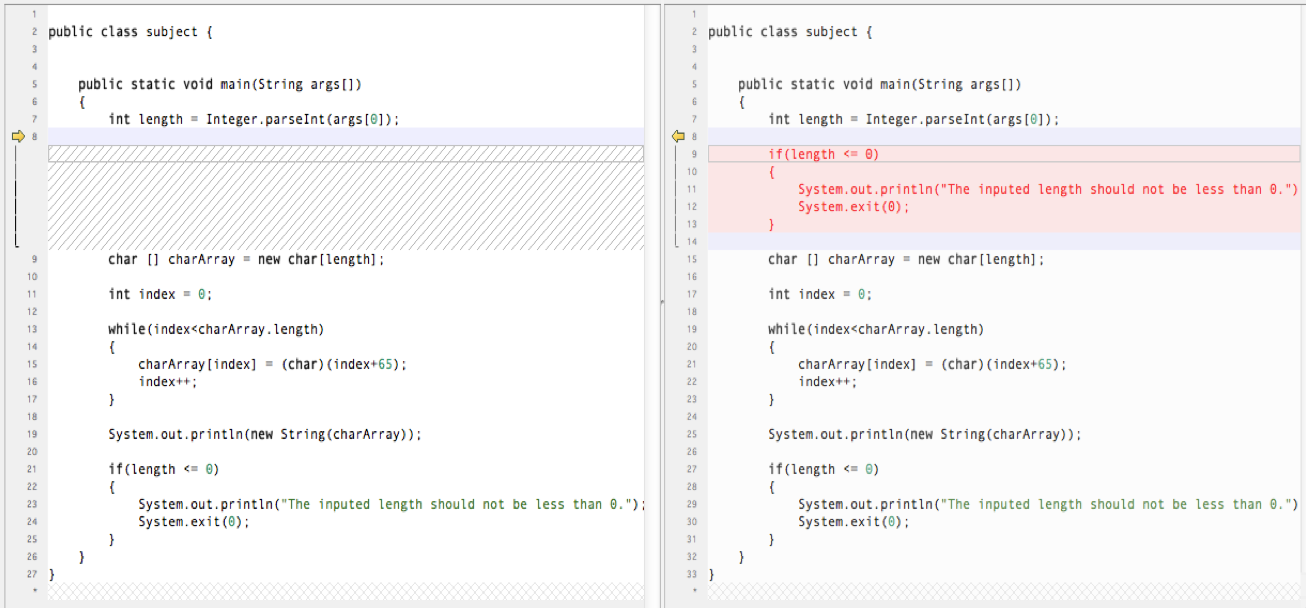 1
2 public class subject {
3
4
5     public static void main(String args[])
6     {
7         int length = Integer.parseInt(args[0]);
8
9         char [] charArray = new char[length];
10
11         int index = 0;
12
13         while(index<charArray.length)
14         {
15             charArray[index] = (char)(index+65);
16             index++;
17         }
18
19         System.out.println(new String(charArray));
20
21         if(length <= 0)
22         {
23             System.out.println("The inputed length should not be less than 0.");
24             System.exit(0);
25         }
26     }
27 }
*
1
2 public class subject {
3
4
5     public static void main(String args[])
6     {
7         int length = Integer.parseInt(args[0]);
8
9         if(length <= 0)
10         {
11             System.out.println("The inputed length should not be less than 0.")
12             System.exit(0);
13         }
14
15         char [] charArray = new char[length];
16
17         int index = 0;
18
19         while(index<charArray.length)
20         {
21             charArray[index] = (char)(index+65);
22             index++;
23         }
24
25         System.out.println(new String(charArray));
26
27         if(length <= 0)
28         {
29             System.out.println("The inputed length should not be less than 0.")
30             System.exit(0);
31         }
32     }
33 }
*